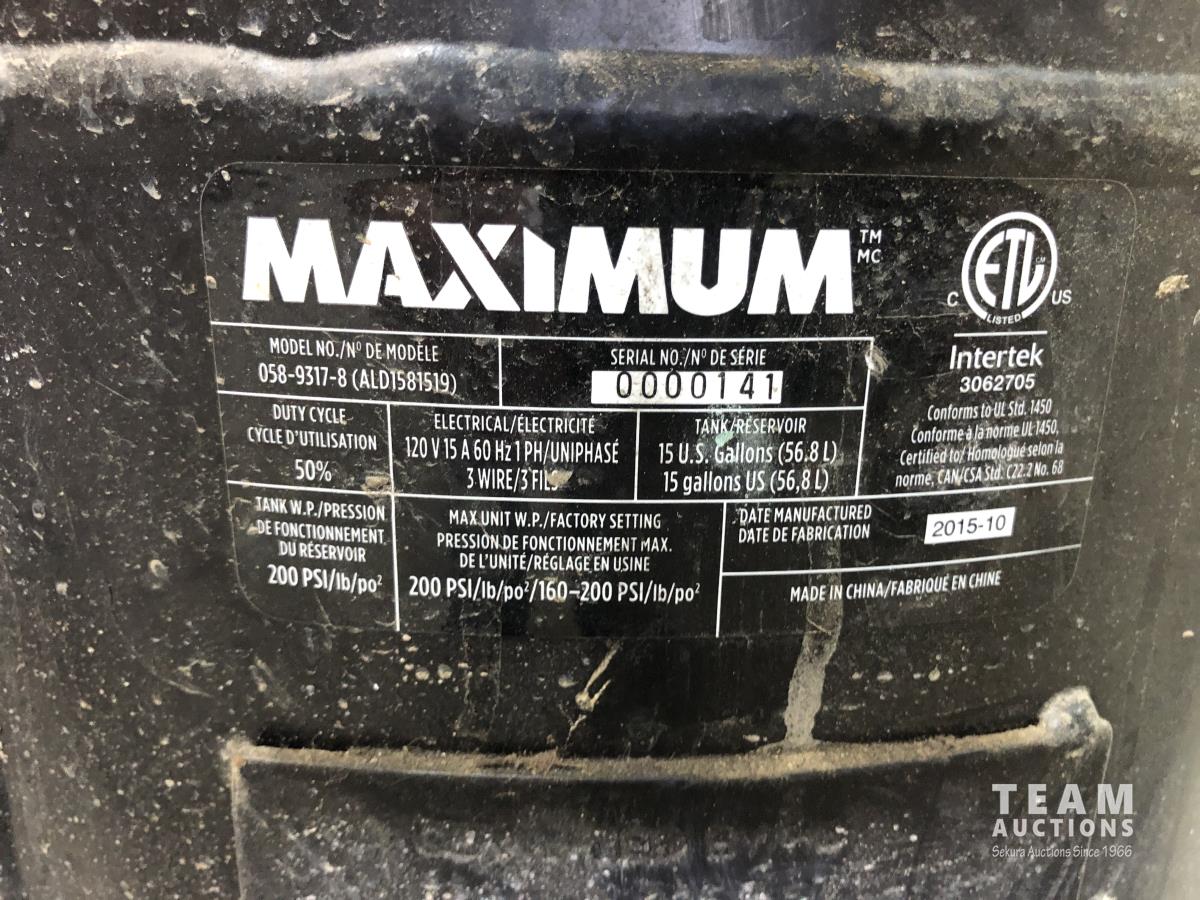 MAXIMUM
TM
MC
MODEL NO./Nº DE MODÈLE
058-9317-8 (ALD1581519)
SERIAL NO./Nº DE SÉRIE
0000141
DUTY CYCLE
CYCLE D'UTILISATION
50%
ELECTRICAL/ÉLECTRICITÉ
120 V 15 A 60 Hz 1 PH/UNIPHASÉ
3 WIRE/3 FILS
TANK/RÉSERVOIR
15 U.S. Gallons (56.8 L)
15 gallons US (56,8 L)
TANK W.P./PRESSION
DE FONCTIONNEMENT
DU RÉSERVOIR
200 PSI/lb/po²
MAX.UNIT W.P./FACTORY SETTING
PRESSION DE FONCTIONNEMENT MAX.
DE L'UNITÉ/RÉGLAGE EN USINE
200 PSI/lb/po²/160–200 PSI/lb/po²
DATE MANUFACTURED
DATE DE FABRICATION
2015-10
MADE IN CHINA/FABRIQUÉ EN CHINE
ETL CM
C US
LISTED
Intertek
3062705
Conforms to UL Std. 1450
Conforme à la norme UL 1450,
Certified to/ Homologué selon la
norme, CAN/CSA Std. C22.2 No. 68
TEAM
AUCTIONS
Sekura Auctions Since 1966